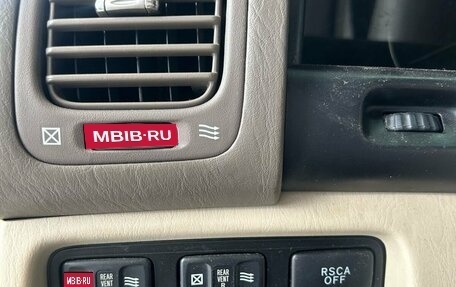 MBIB·RU
MBIB·RU
REAR
VENT
REAR
VENT
R
RSCA
OFF